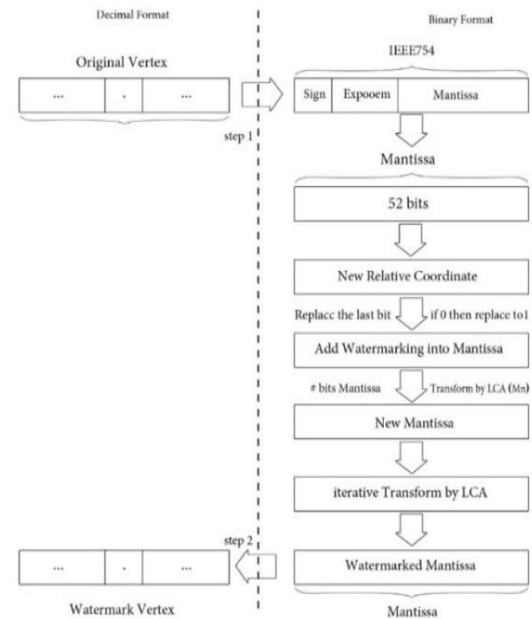 Decimal Format
Binary Format
IEEE754
Original Vertex
... . ...
Sign Expooem Mantissa
step 1
Mantissa
52 bits
New Relative Coordinate
Replacc the last bit if 0 then replace to1
Add Watermarking into Mantissa
# bits Mantissa Transform by LCA (Mn)
New Mantissa
iterative Transform by LCA
step 2
... . ...
Watermarked Mantissa
Watermark Vertex
Mantissa